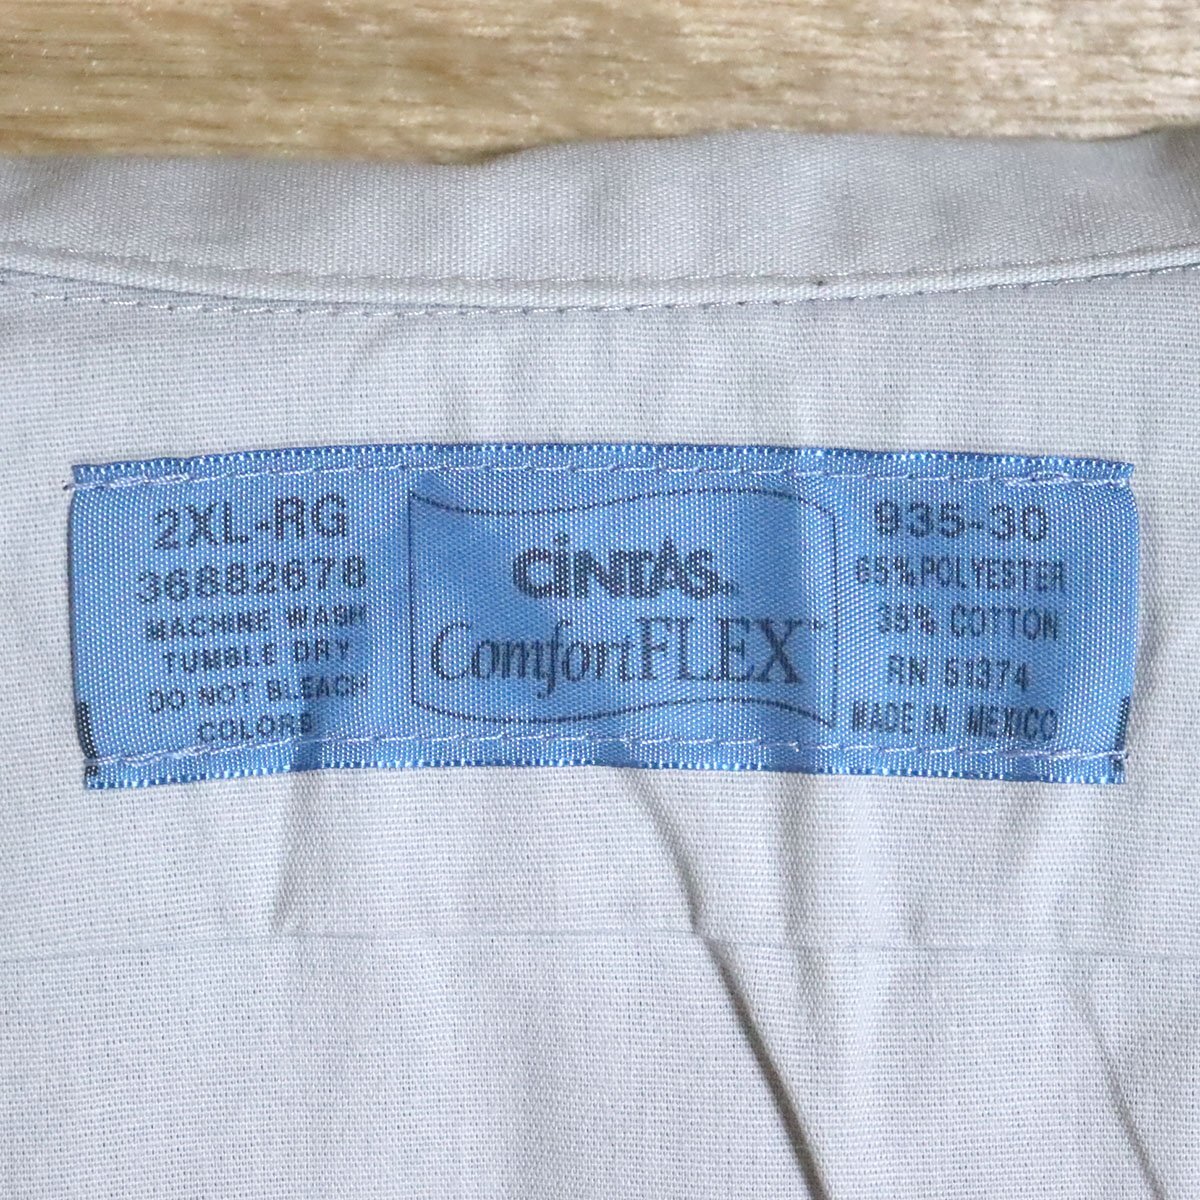 2XL-RG
36882678
MACHINE WASH
TUMBLE DRY
DO NOT BLEACH
COLORS
CINTAS.
ComfortFLEX
935-30
65% POLYESTER
35% COTTON
RN 51374
MADE IN MEXICO